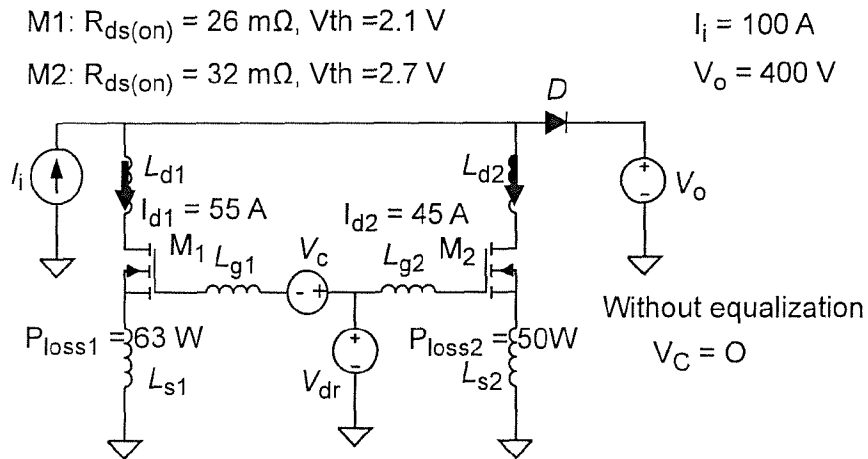 M1: Rds(on) = 26 mΩ, Vth =2.1 V
Ii = 100 A
M2: Rds(on) = 32 mΩ, Vth =2.7 V
Vo = 400 V
D
Ii
Ld1
Ld2
Vo
Id1 = 55 A
Id2 = 45 A
M1
Lg1
Vc
Lg2
M2
Without equalization
Ploss1 = 63 W
Ploss2 = 50W
VC = O
Ls1
Vdr
Ls2